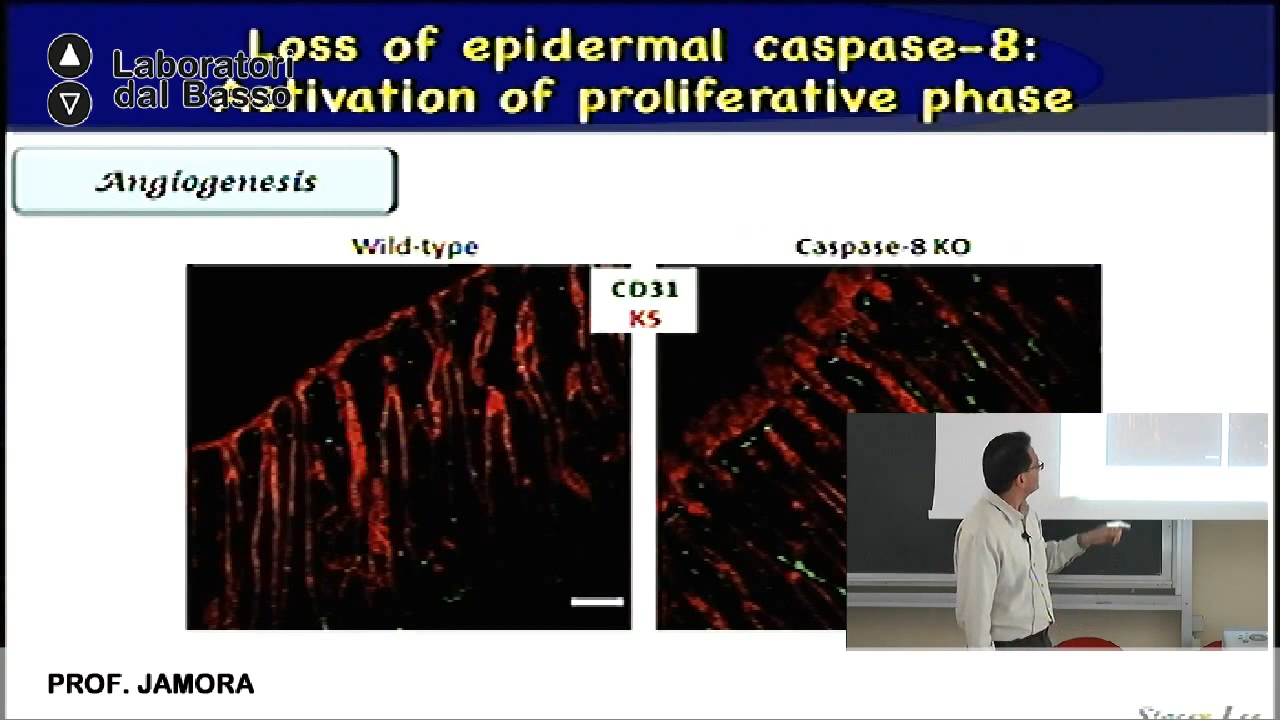 Loss of epidermal caspase-8:
Activation of proliferative phase
Laboratori
dal Basso
Angiogenesis
Wild-type
Caspase-8 KO
CD31
K5
PROF. JAMORA